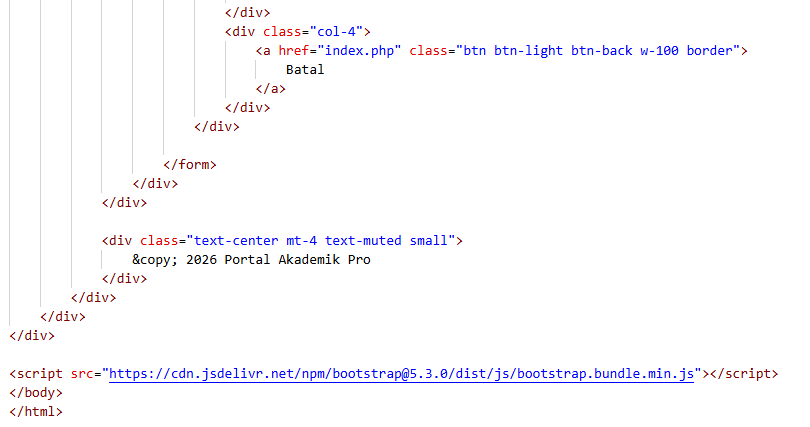 </div>
<div class="col-4">
<a href="index.php" class="btn btn-light btn-back w-100 border">
Batal
</a>
</div>
</div>
</form>
</div>
</div>
<div class="text-center mt-4 text-muted small">
&copy; 2026 Portal Akademik Pro
</div>
</div>
</div>
</div>
<script src="https://cdn.jsdelivr.net/npm/bootstrap@5.3.0/dist/js/bootstrap.bundle.min.js"></script>
</body>
</html>